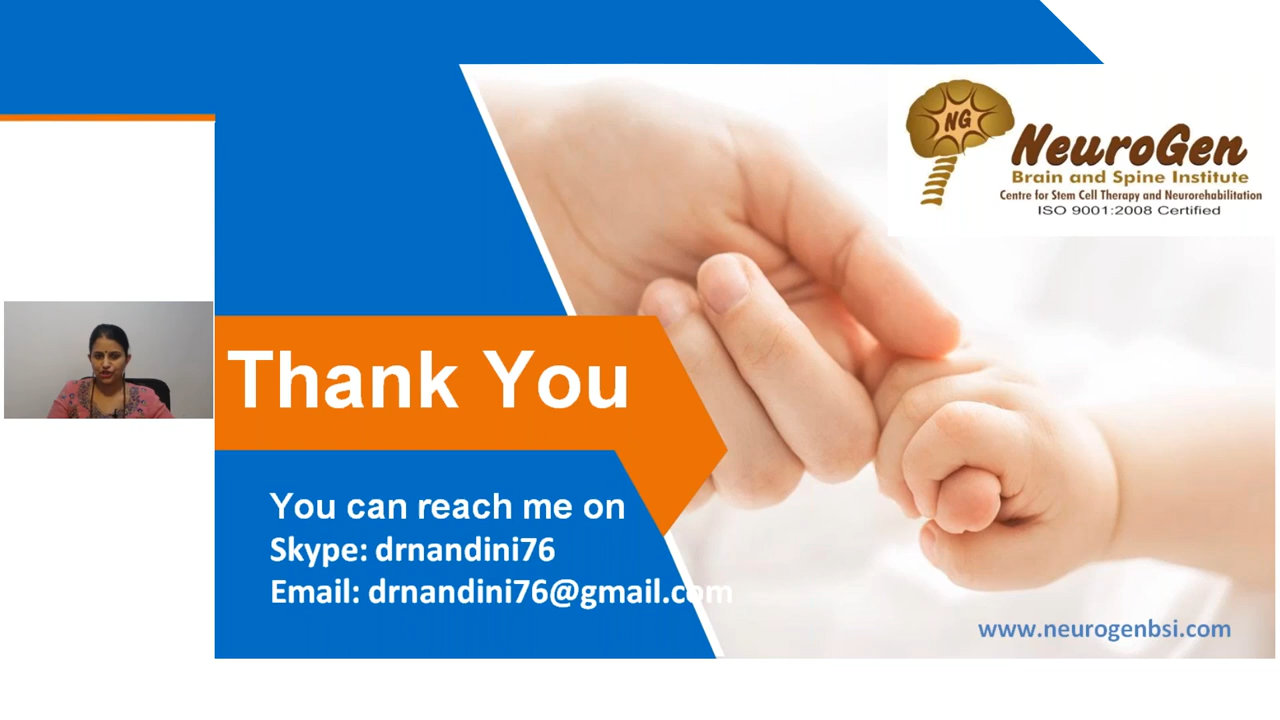 NG
NeuroGen
Brain and Spine Institute
Centre for Stem Cell Therapy and Neurorehabilitation
ISO 9001:2008 Certified
Thank You
You can reach me on
Skype: drnandini76
Email: drnandini76@gmail.com
www.neurogenbsi.com